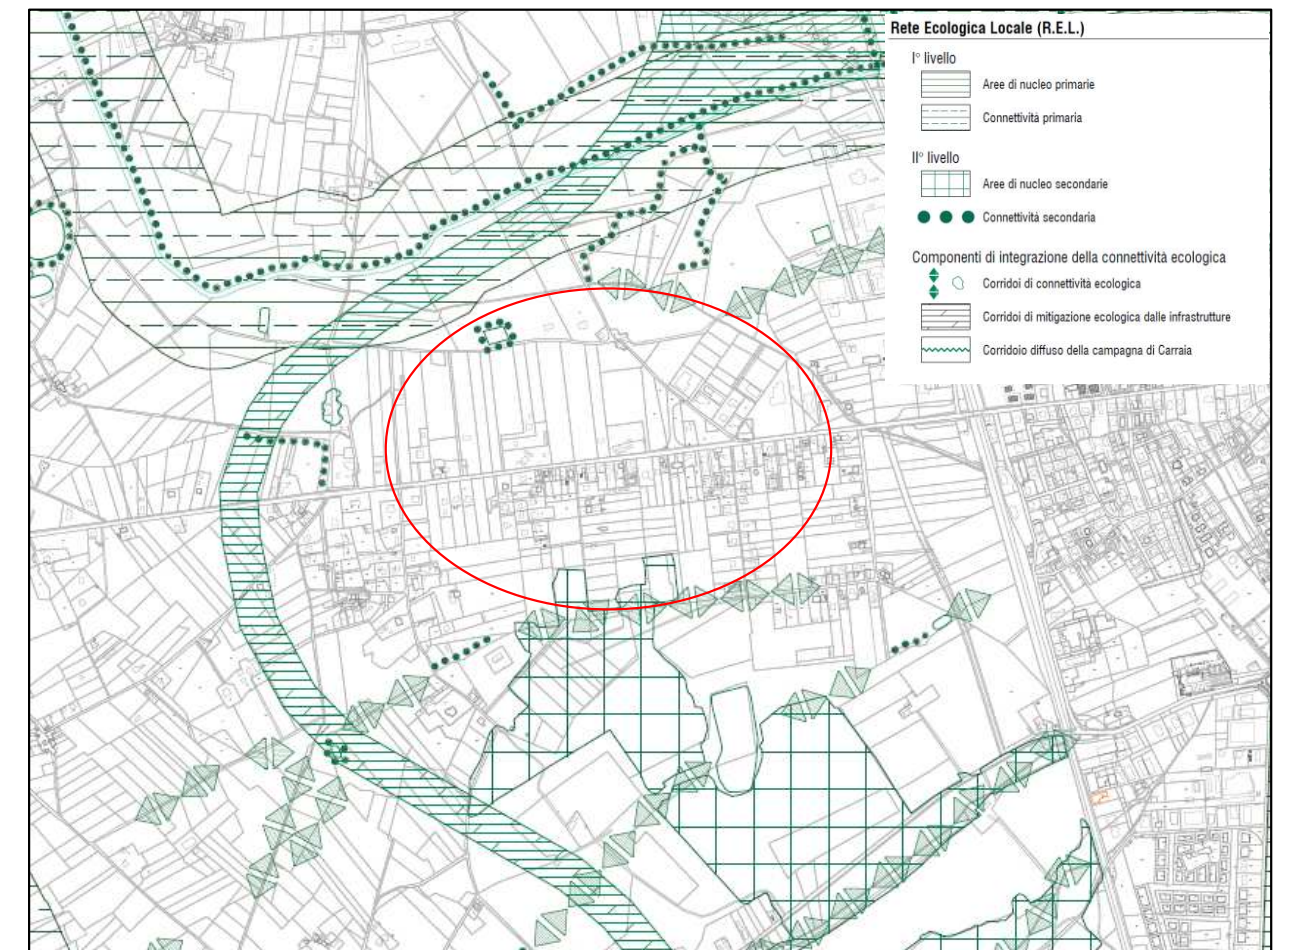 Rete Ecologica Locale (R.E.L.)
I° livello
Aree di nucleo primarie
Connettività primaria
II° livello
Aree di nucleo secondarie
Connettività secondaria
Componenti di integrazione della connettività ecologica
Corridoi di connettività ecologica
Corridoi di mitigazione ecologica dalle infrastrutture
Corridoio diffuso della campagna di Carraia